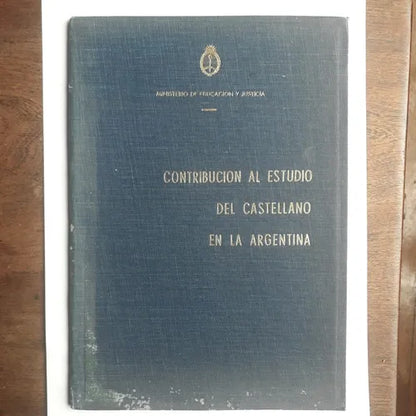 MINISTERIO DE EDUCACION Y JUSTICIA
CONTRIBUCION AL ESTUDIO
DEL CASTELLANO
EN LA ARGENTINA